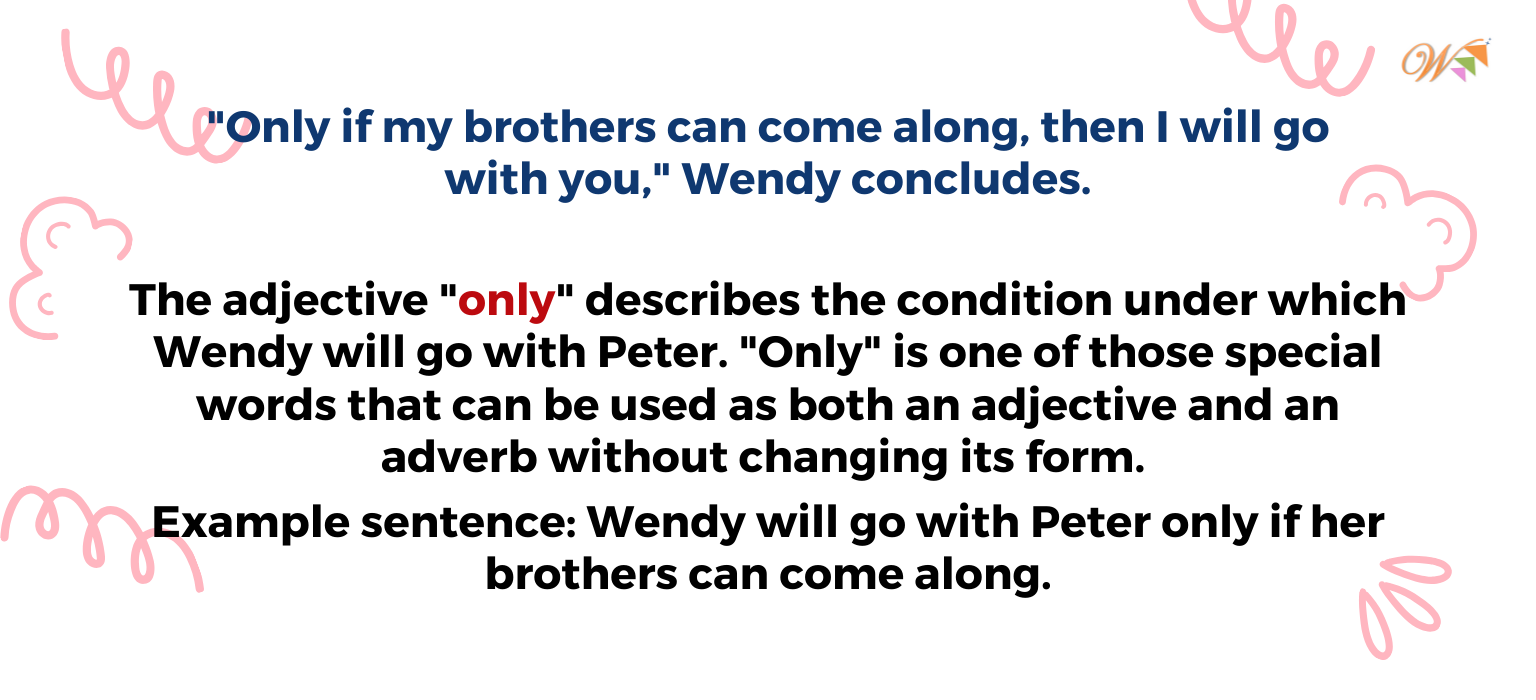 "Only if my brothers can come along, then I will go
with you," Wendy concludes.
The adjective "only" describes the condition under which
Wendy will go with Peter. "Only" is one of those special
words that can be used as both an adjective and an
adverb without changing its form.
Example sentence: Wendy will go with Peter only if her
brothers can come along.
W